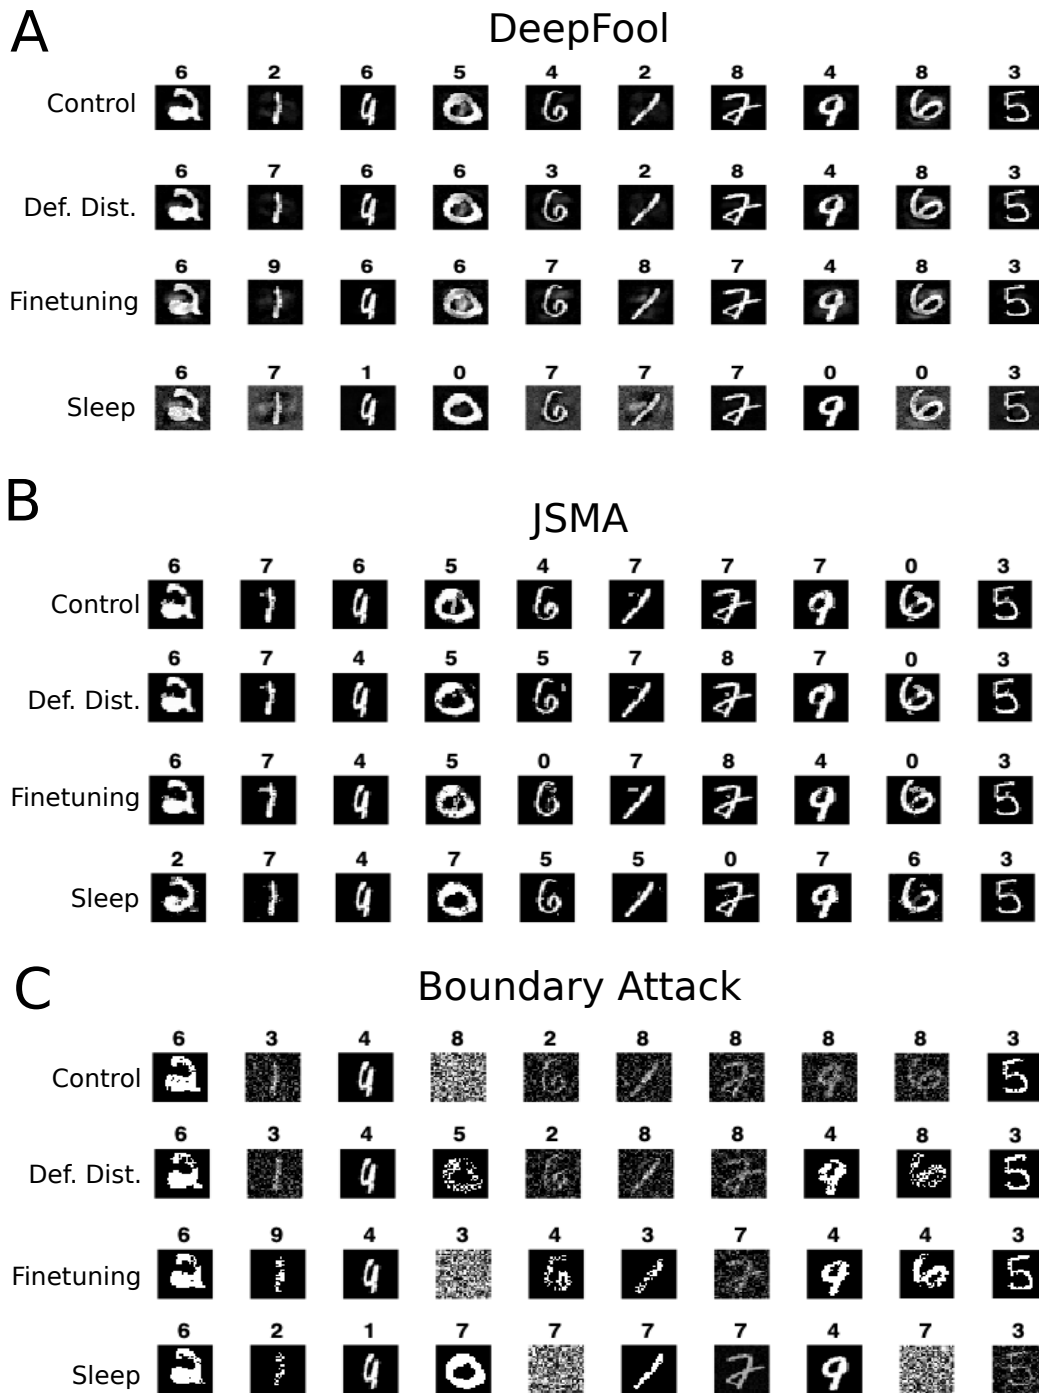 A
DeepFool
6 2 6 5 4 2 8 4 8 3
Control
6 7 6 6 3 2 8 4 8 3
Def. Dist.
6 9 6 6 7 8 7 4 8 3
Finetuning
6 7 1 0 7 7 7 0 0 3
Sleep
B
JSMA
6 7 6 5 4 7 7 7 0 3
Control
6 7 4 5 5 7 8 7 0 3
Def. Dist.
6 7 4 5 0 7 8 4 0 3
Finetuning
2 7 4 7 5 5 0 7 6 3
Sleep
C
Boundary Attack
6 3 4 8 2 8 8 8 8 3
Control
6 3 4 5 2 8 8 4 8 3
Def. Dist.
6 9 4 3 4 3 7 4 4 3
Finetuning
6 2 1 7 7 7 7 4 7 3
Sleep